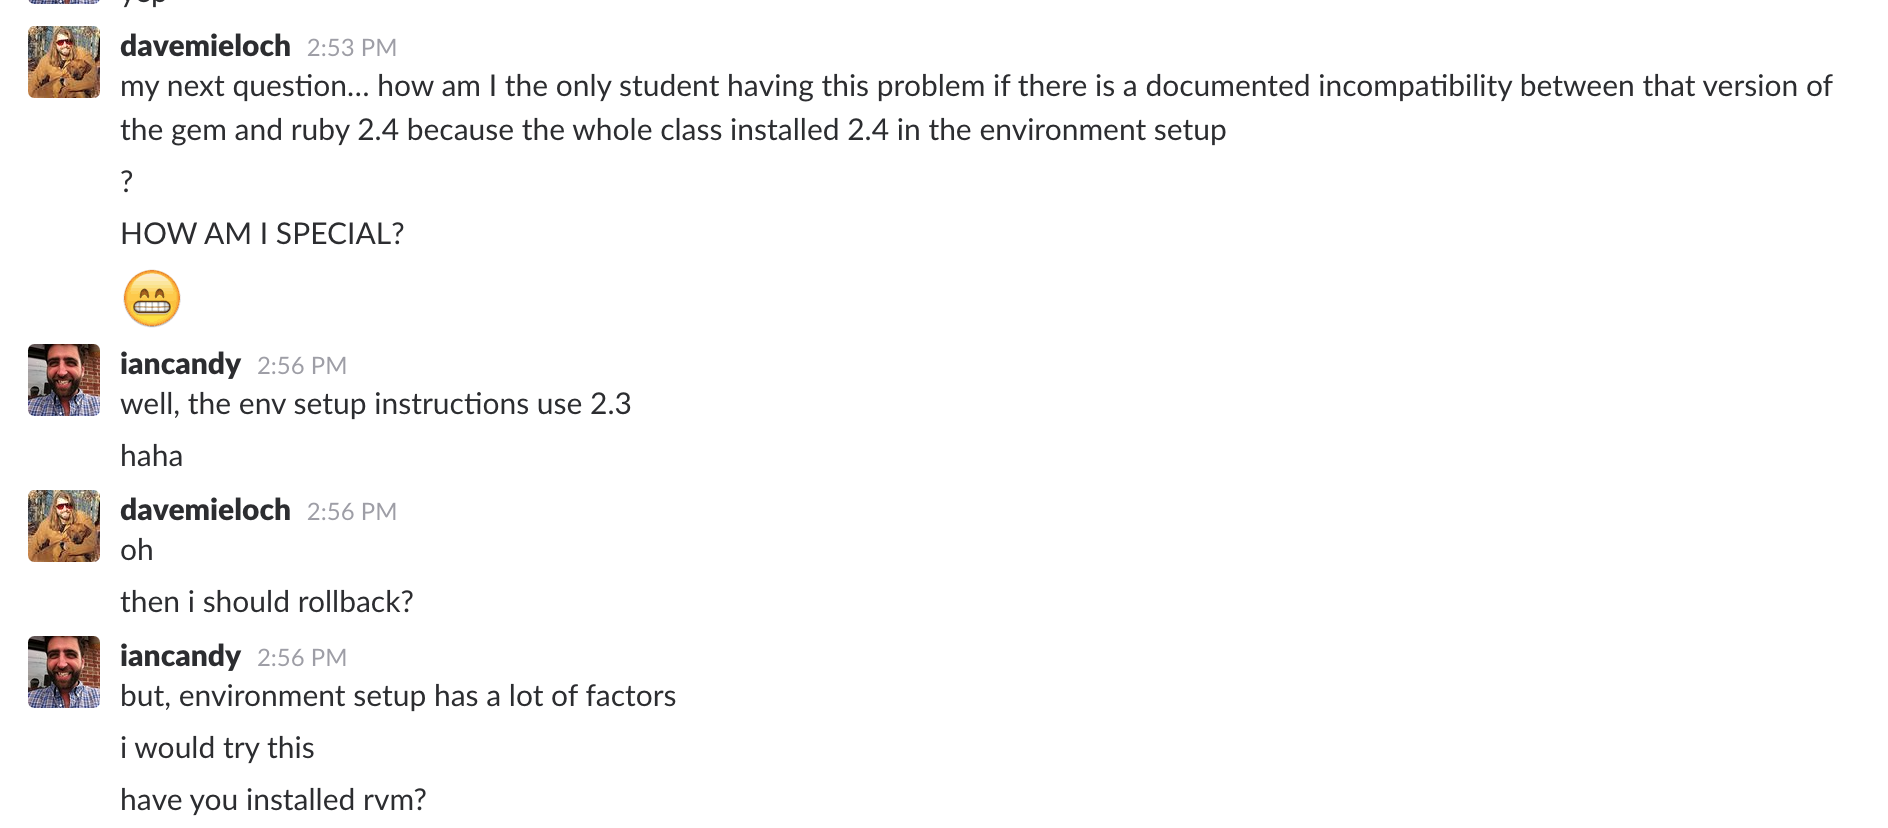 yep
davemieloch 2:53 PM
my next question... how am I the only student having this problem if there is a documented incompatibility between that version of
the gem and ruby 2.4 because the whole class installed 2.4 in the environment setup
?
HOW AM I SPECIAL?
iancandy 2:56 PM
well, the env setup instructions use 2.3
haha
davemieloch 2:56 PM
oh
then i should rollback?
iancandy 2:56 PM
but, environment setup has a lot of factors
i would try this
have you installed rvm?